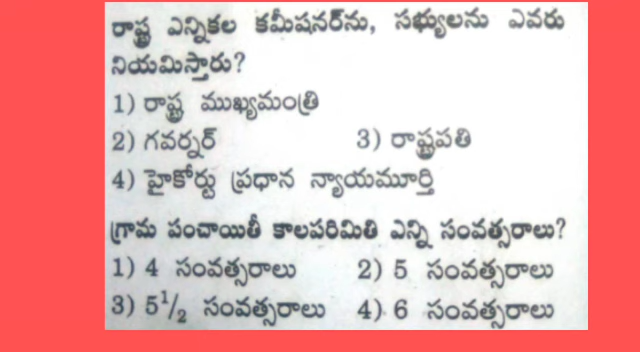 రాష్ట్ర ఎన్నికల కమీషనర్‌ను, సభ్యులను ఎవరు
నియమిస్తారు?
1) రాష్ట్ర ముఖ్యమంత్రి
2) గవర్నర్ 3) రాష్ట్రపతి
4) హైకోర్టు ప్రధాన న్యాయమూర్తి
గ్రామ పంచాయితీ కాలపరిమితి ఎన్ని సంవత్సరాలు?
1) 4 సంవత్సరాలు 2) 5 సంవత్సరాలు
3) 5 1/2 సంవత్సరాలు 4) 6 సంవత్సరాలు